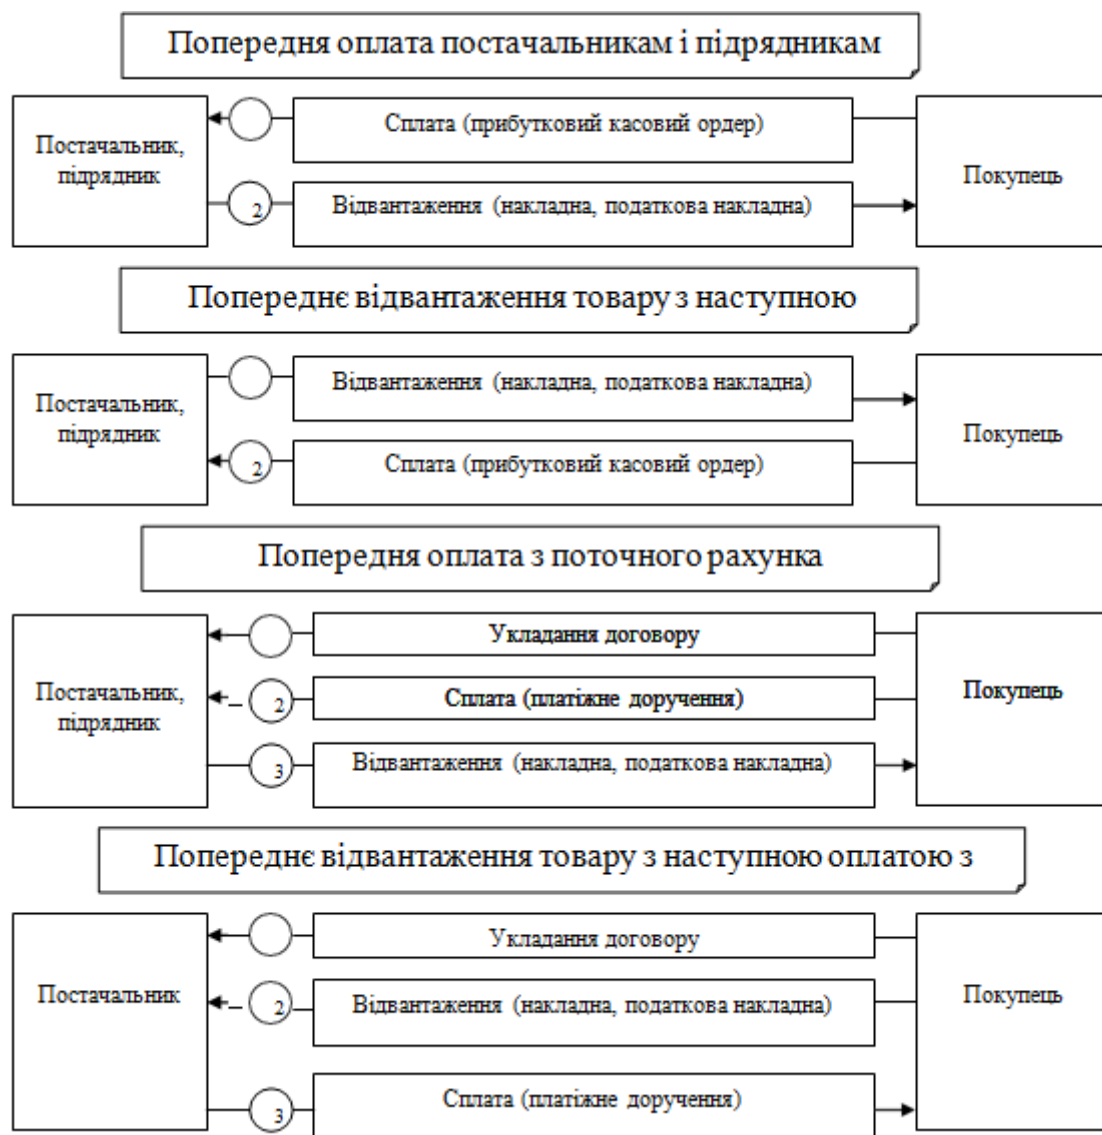 Попередня оплата постачальникам і підрядникам
Сплата (прибутковий касовий ордер)
Постачальник,
підрядник
Покупець
2
Відвантаження (накладна, податкова накладна)
Попереднє відвантаження товару з наступною
Відвантаження (накладна, податкова накладна)
Постачальник,
підрядник
Покупець
2
Сплата (прибутковий касовий ордер)
Попередня оплата з поточного рахунка
Укладання договору
Постачальник,
підрядник
2
Сплата (платіжне доручення)
Покупець
3
Відвантаження (накладна, податкова накладна)
Попереднє відвантаження товару з наступною оплатою з
Укладання договору
Постачальник
2
Відвантаження (накладна, податкова накладна)
Покупець
3
Сплата (платіжне доручення)